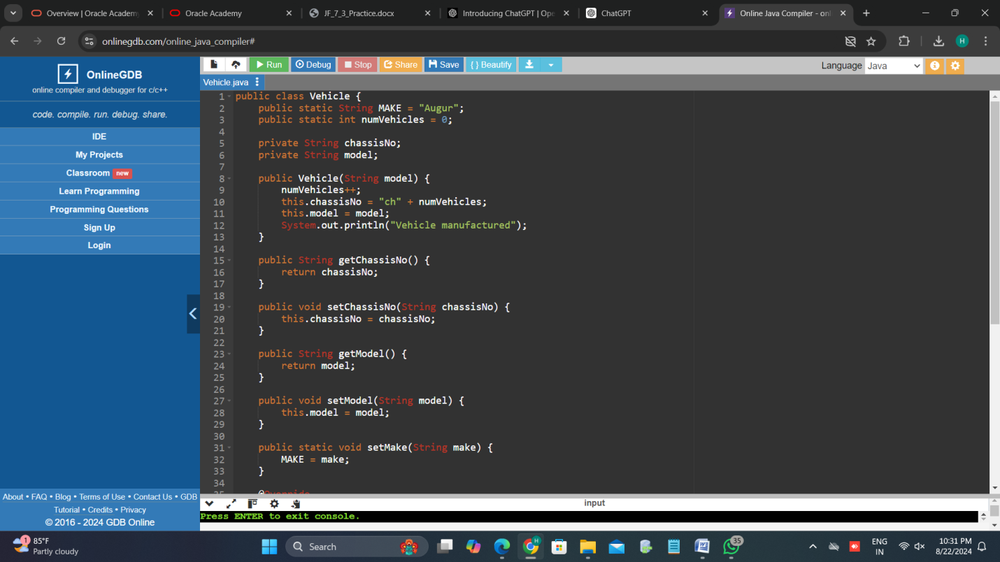 Overview | Oracle Academy
Oracle Academy
JF_7_3_Practice.docx
Introducing ChatGPT | Ope
ChatGPT
Online Java Compiler - onl
onlinegdb.com/online_java_compiler#
H
OnlineGDB
online compiler and debugger for c/c++
code. compile. run. debug. share.
IDE
My Projects
Classroom new
Learn Programming
Programming Questions
Sign Up
Login
About • FAQ • Blog • Terms of Use • Contact Us • GDB
Tutorial • Credits • Privacy
© 2016 - 2024 GDB Online
Run Debug Stop Share Save { } Beautify
Language Java
Vehicle.java
1 public class Vehicle {
2 public static String MAKE = "Augur";
3 public static int numVehicles = 0;
4
5 private String chassisNo;
6 private String model;
7
8 public Vehicle(String model) {
9 numVehicles++;
10 this.chassisNo = "ch" + numVehicles;
11 this.model = model;
12 System.out.println("Vehicle manufactured");
13 }
14
15 public String getChassisNo() {
16 return chassisNo;
17 }
18
19 public void setChassisNo(String chassisNo) {
20 this.chassisNo = chassisNo;
21 }
22
23 public String getModel() {
24 return model;
25 }
26
27 public void setModel(String model) {
28 this.model = model;
29 }
30
31 public static void setMake(String make) {
32 MAKE = make;
33 }
34
35 @Override
input
Press ENTER to exit console.
1
85°F
Partly cloudy
Search
H
35
ENG
IN
10:31 PM
8/22/2024